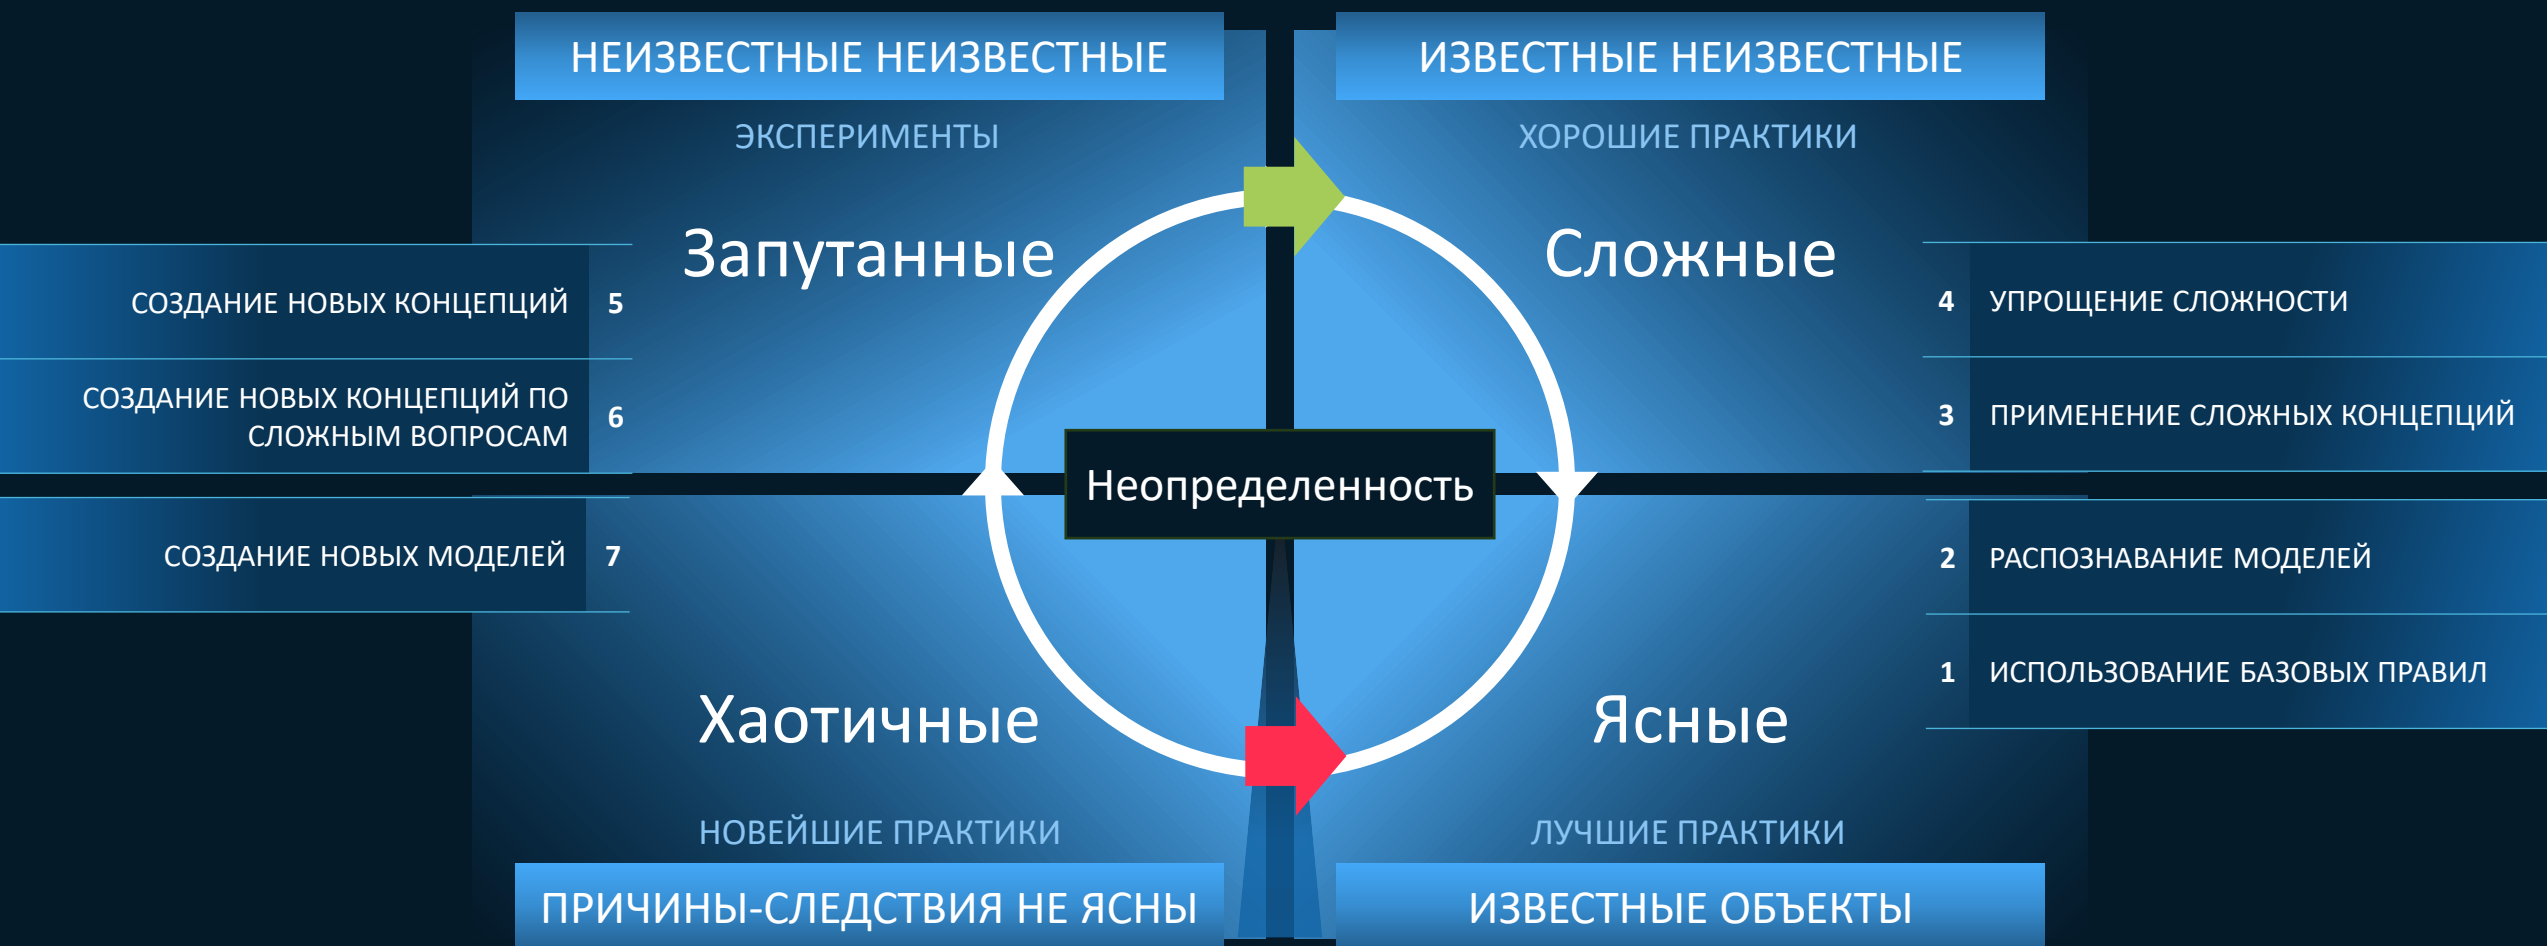 НЕИЗВЕСТНЫЕ НЕИЗВЕСТНЫЕ
ЭКСПЕРИМЕНТЫ
Запутанные
ИЗВЕСТНЫЕ НЕИЗВЕСТНЫЕ
ХОРОШИЕ ПРАКТИКИ
Сложные
СОЗДАНИЕ НОВЫХ КОНЦЕПЦИЙ 5
СОЗДАНИЕ НОВЫХ КОНЦЕПЦИЙ ПО
СЛОЖНЫМ ВОПРОСАМ 6
СОЗДАНИЕ НОВЫХ МОДЕЛЕЙ 7
Неопределенность
4 УПРОЩЕНИЕ СЛОЖНОСТИ
3 ПРИМЕНЕНИЕ СЛОЖНЫХ КОНЦЕПЦИЙ
2 РАСПОЗНАВАНИЕ МОДЕЛЕЙ
1 ИСПОЛЬЗОВАНИЕ БАЗОВЫХ ПРАВИЛ
Хаотичные
НОВЕЙШИЕ ПРАКТИКИ
ПРИЧИНЫ-СЛЕДСТВИЯ НЕ ЯСНЫ
Ясные
ЛУЧШИЕ ПРАКТИКИ
ИЗВЕСТНЫЕ ОБЪЕКТЫ